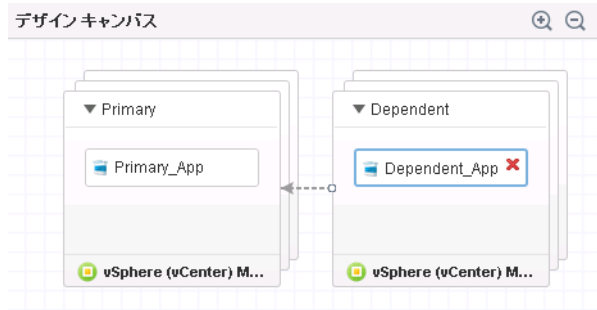 デザイン キャンバス
Primary
Dependent
Primary_App
Dependent_App
vSphere (vCenter) M...
vSphere (vCenter) M...